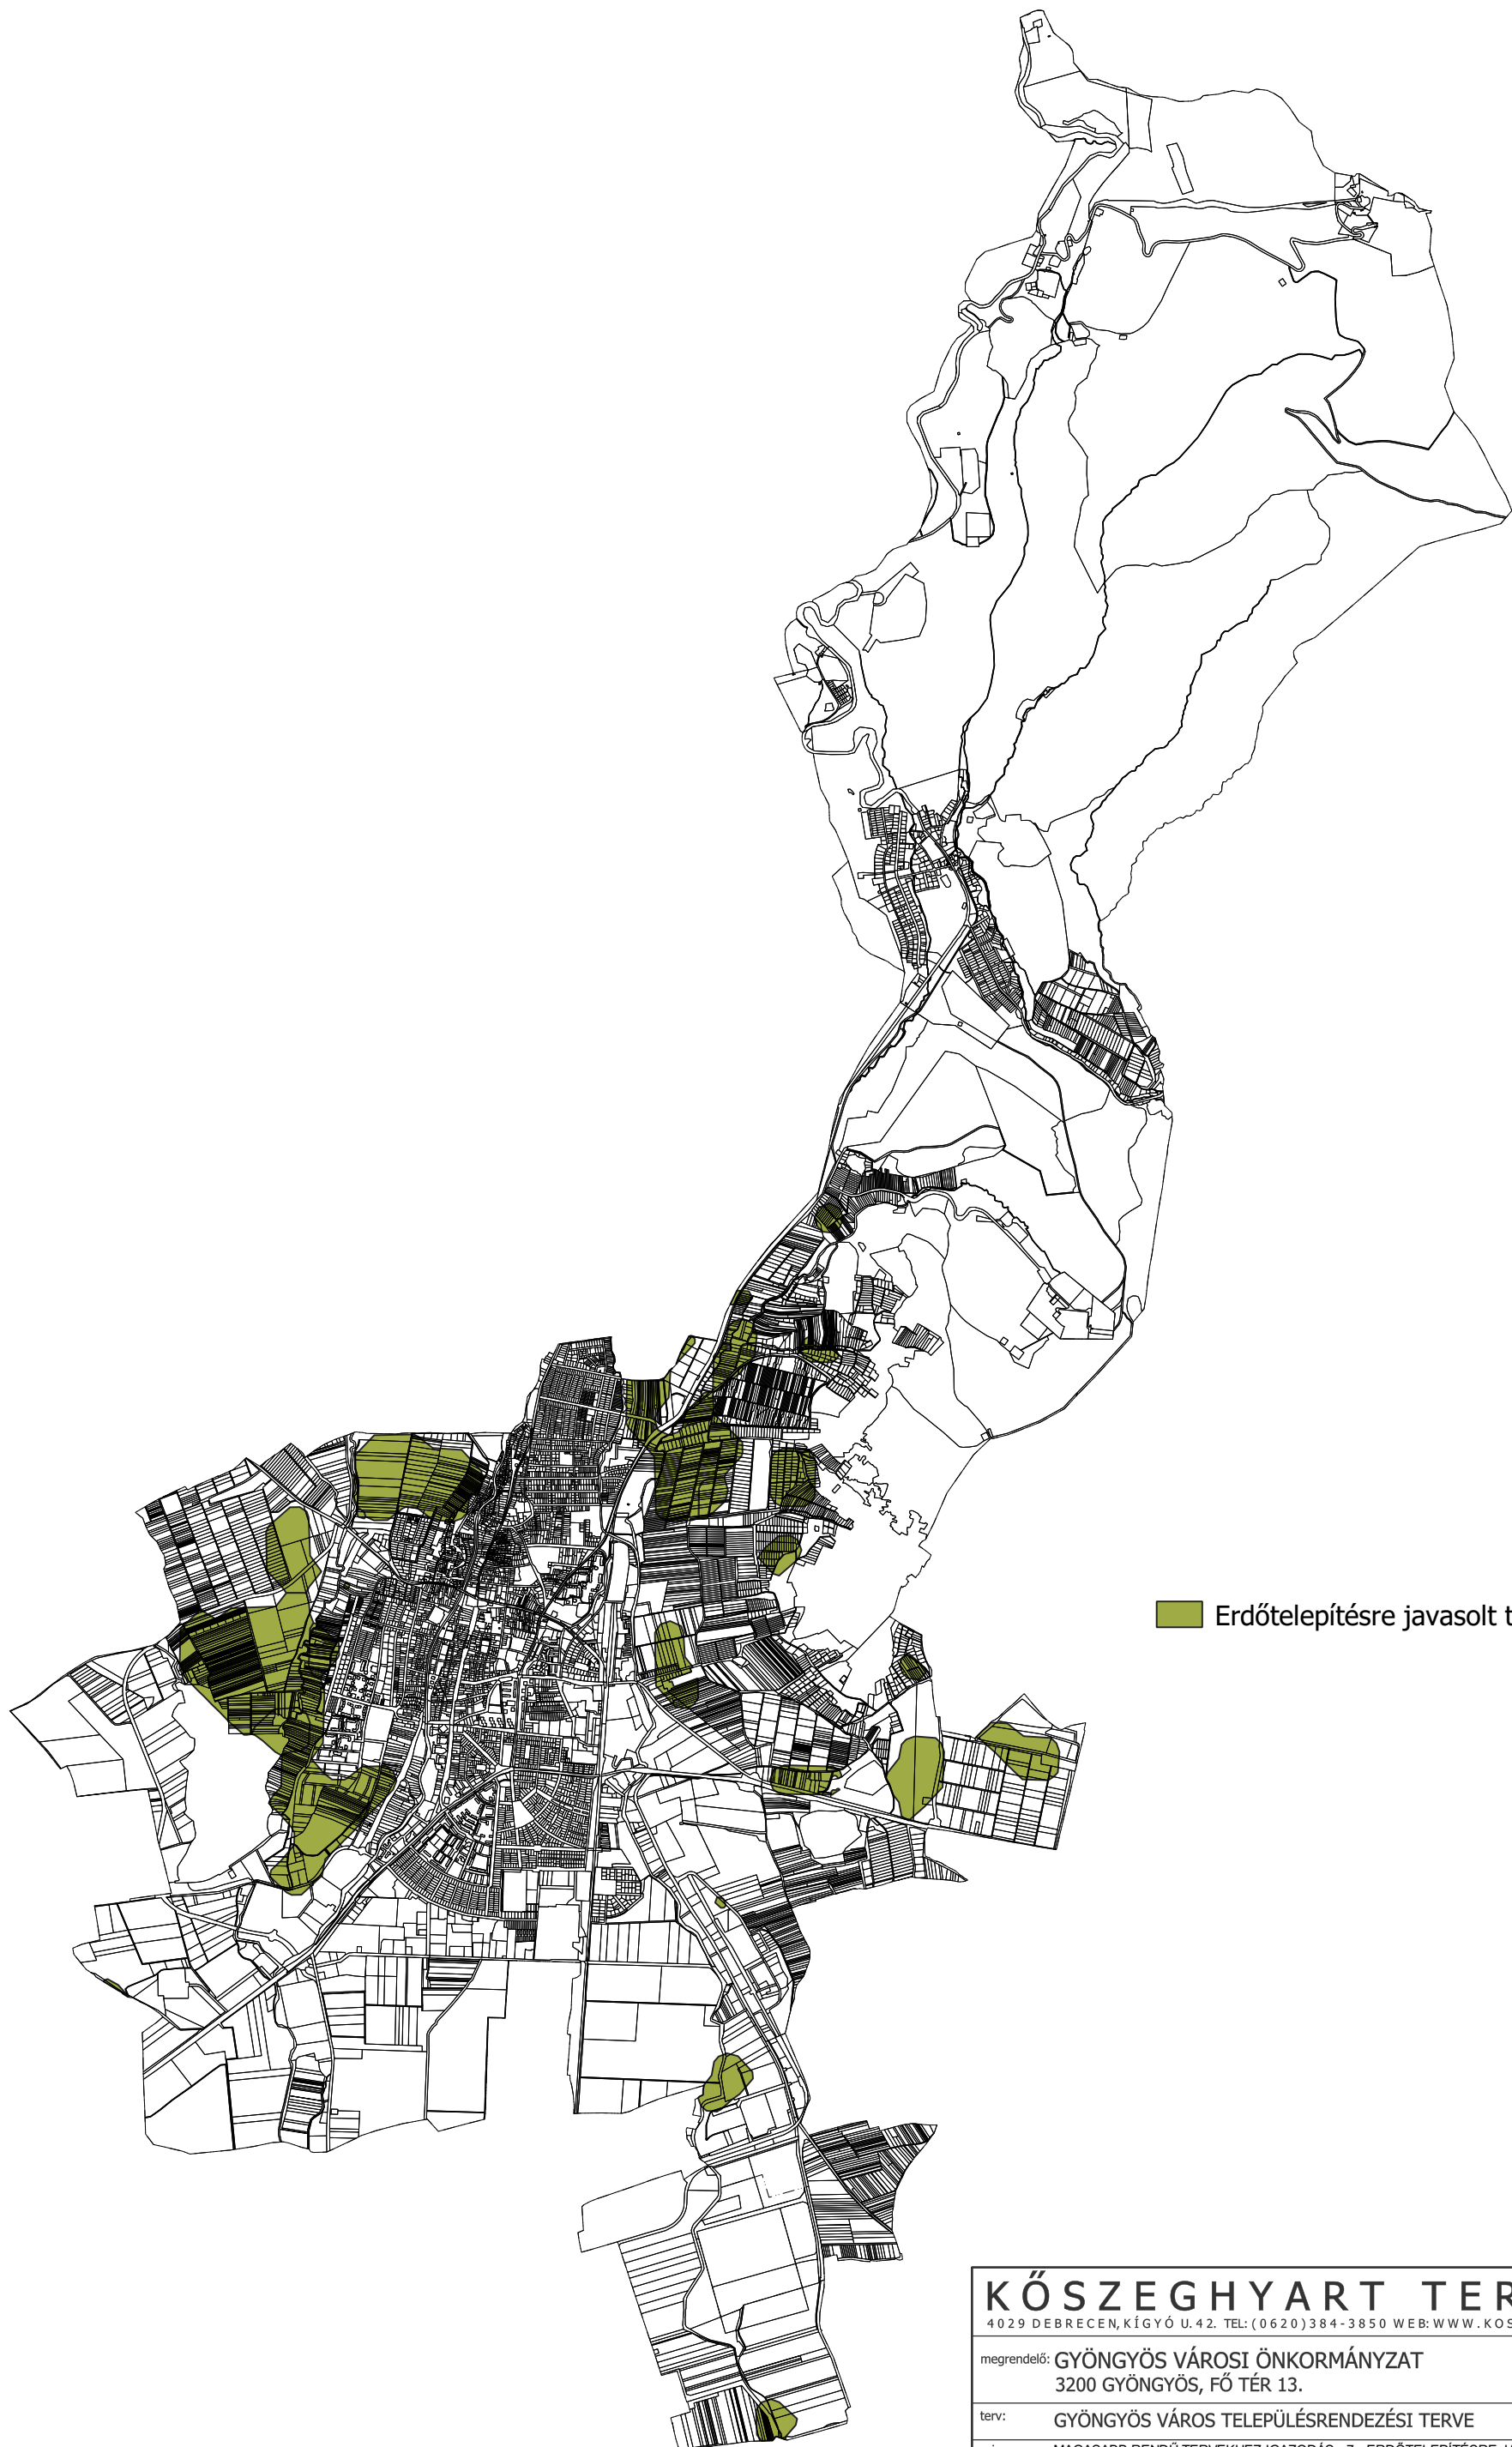 Erdőtelepítésre javasolt t
KŐSZEGHYART TER
4029 DEBRECEN, KÍGYÓ U. 42. TEL: (0620)384-3850 WEB: WWW.KOS
megrendelő: GYÖNGYÖS VÁROSI ÖNKORMÁNYZAT
3200 GYÖNGYÖS, FŐ TÉR 13.
terv: GYÖNGYÖS VÁROS TELEPÜLÉSRENDEZÉSI TERVE